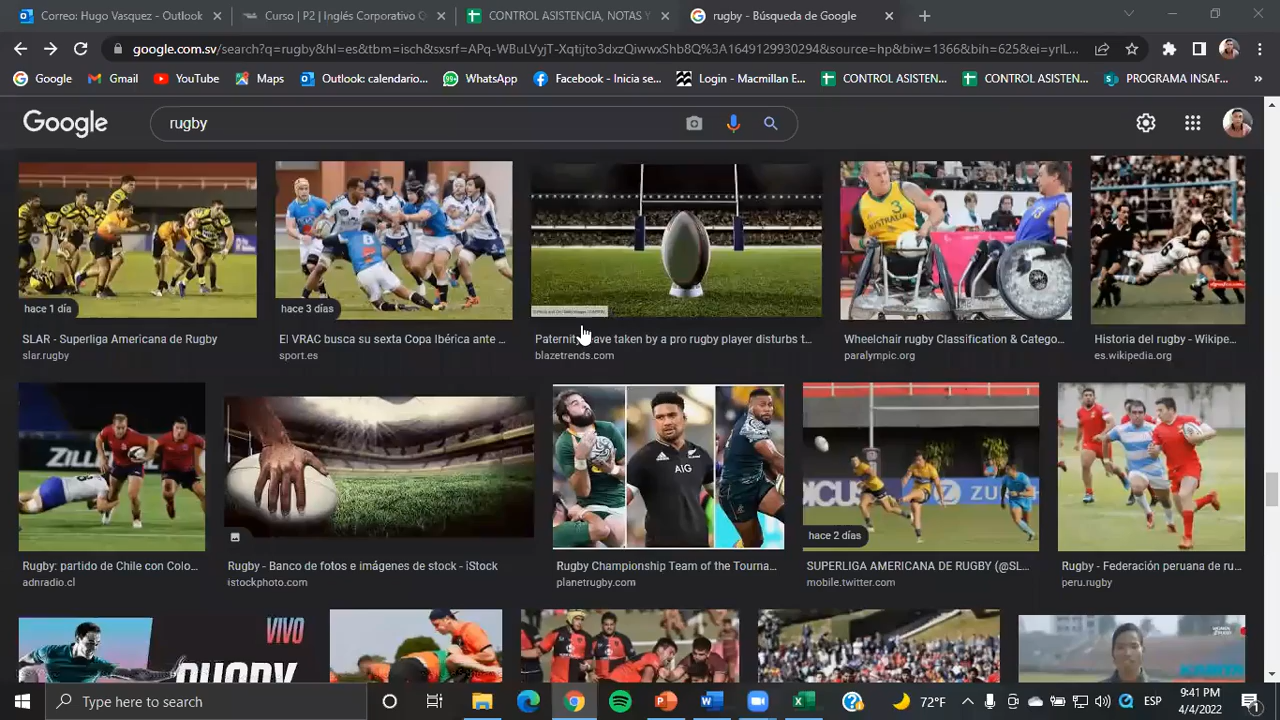 Correo: Hugo Vasquez - Outlook
Curso | P2 | Inglés Corporativo
CONTROL ASISTENCIA, NOTAS Y
rugby - Búsqueda de Google
google.com.sv/search?q=rugby&hl=es&tbm=isch&sxsrf=APq-WBuLVyjT-Xqtijto3dxzQiwwxShb8Q%3A1649129930294&source=hp&biw=1366&bih=625&ei=yrlL...
Google
Gmail
YouTube
Maps
Outlook: calendario...
WhatsApp
Facebook - Inicia se...
Login - Macmillan E...
CONTROL ASISTEN...
CONTROL ASISTEN...
PROGRAMA INSAF...
Google
rugby
hace 1 día
hace 3 días
AUSTRALIA
3
SLAR - Superliga Americana de Rugby
El VRAC busca su sexta Copa Ibérica ante ...
Paternity leave taken by a pro rugby player disturbs t...
Wheelchair rugby Classification & Catego...
Historia del rugby - Wikipe...
slar.rugby
sport.es
blazetrends.com
paralympic.org
es.wikipedia.org
ZILL
AIG
hace 2 días
Rugby: partido de Chile con Colo...
Rugby - Banco de fotos e imágenes de stock - iStock
Rugby Championship Team of the Tourna...
SUPERLIGA AMERICANA DE RUGBY (@SL...
Rugby - Federación peruana de ru...
adnradio.cl
istockphoto.com
planetrugby.com
mobile.twitter.com
peru.rugby
VIVO
RUGBY
Type here to search
72°F
ESP
9:41 PM
4/4/2022